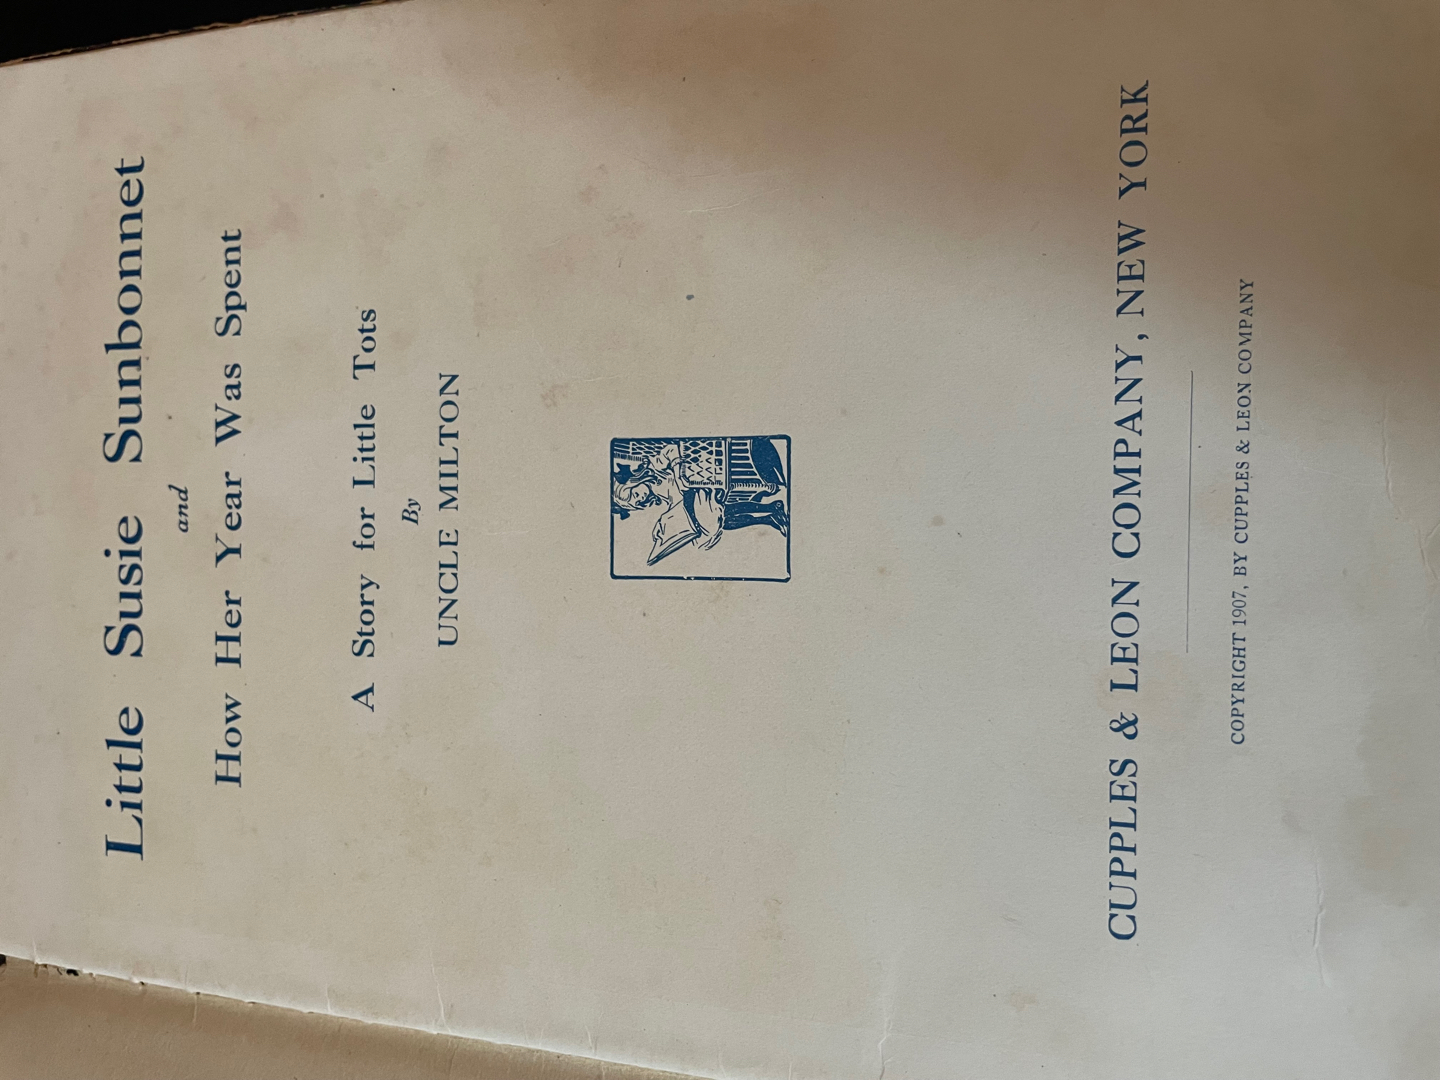 Little Susie Sunbonnet
and
How Her Year Was Spent
A Story for Little Tots
By
UNCLE MILTON
CUPPLES & LEON COMPANY, NEW YORK
COPYRIGHT 1907, BY CUPPLES & LEON COMPANY